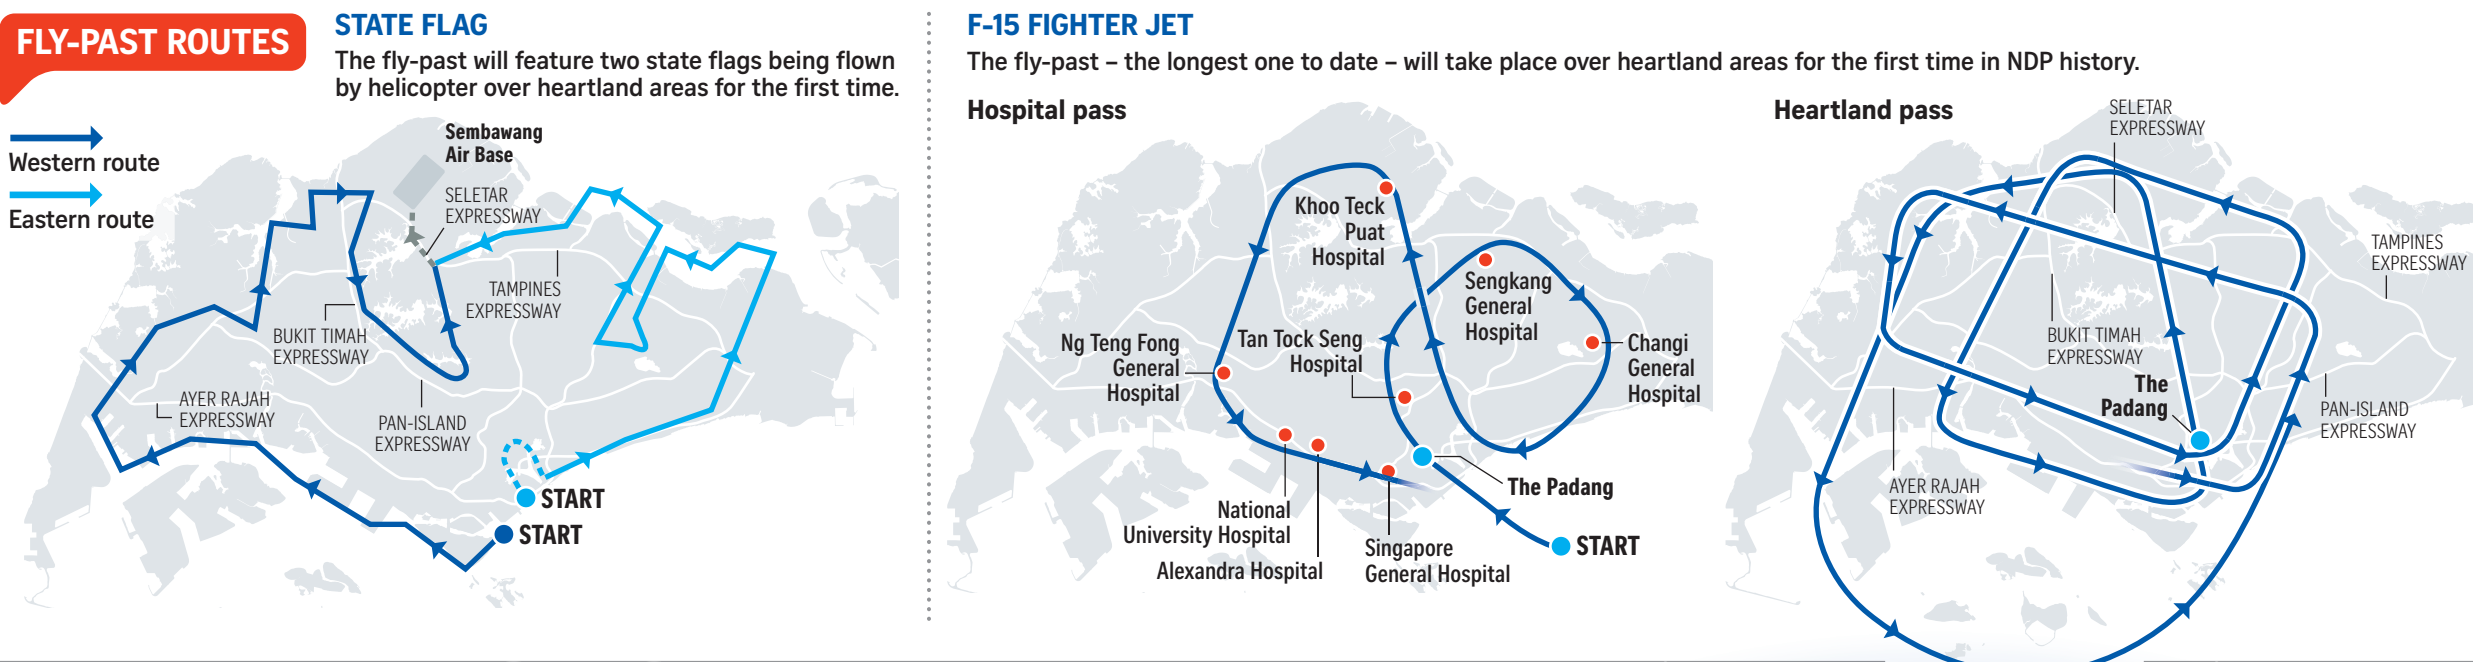 FLY-PAST ROUTES
STATE FLAG
The fly-past will feature two state flags being flown
by helicopter over heartland areas for the first time.
Western route
Eastern route
Sembawang
Air Base
SELETAR
EXPRESSWAY
TAMPINES
EXPRESSWAY
BUKIT TIMAH
EXPRESSWAY
AYER RAJAH
EXPRESSWAY
PAN-ISLAND
EXPRESSWAY
START
START
F-15 FIGHTER JET
The fly-past – the longest one to date – will take place over heartland areas for the first time in NDP history.
Hospital pass
Khoo Teck
Puat
Hospital
Sengkang
General
Hospital
Ng Teng Fong
General
Hospital
Tan Tock Seng
Hospital
Changi
General
Hospital
National
University Hospital
Alexandra Hospital
Singapore
General Hospital
The Padang
START
Heartland pass
SELETAR
EXPRESSWAY
TAMPINES
EXPRESSWAY
BUKIT TIMAH
EXPRESSWAY
The
Padang
PAN-ISLAND
EXPRESSWAY
AYER RAJAH
EXPRESSWAY